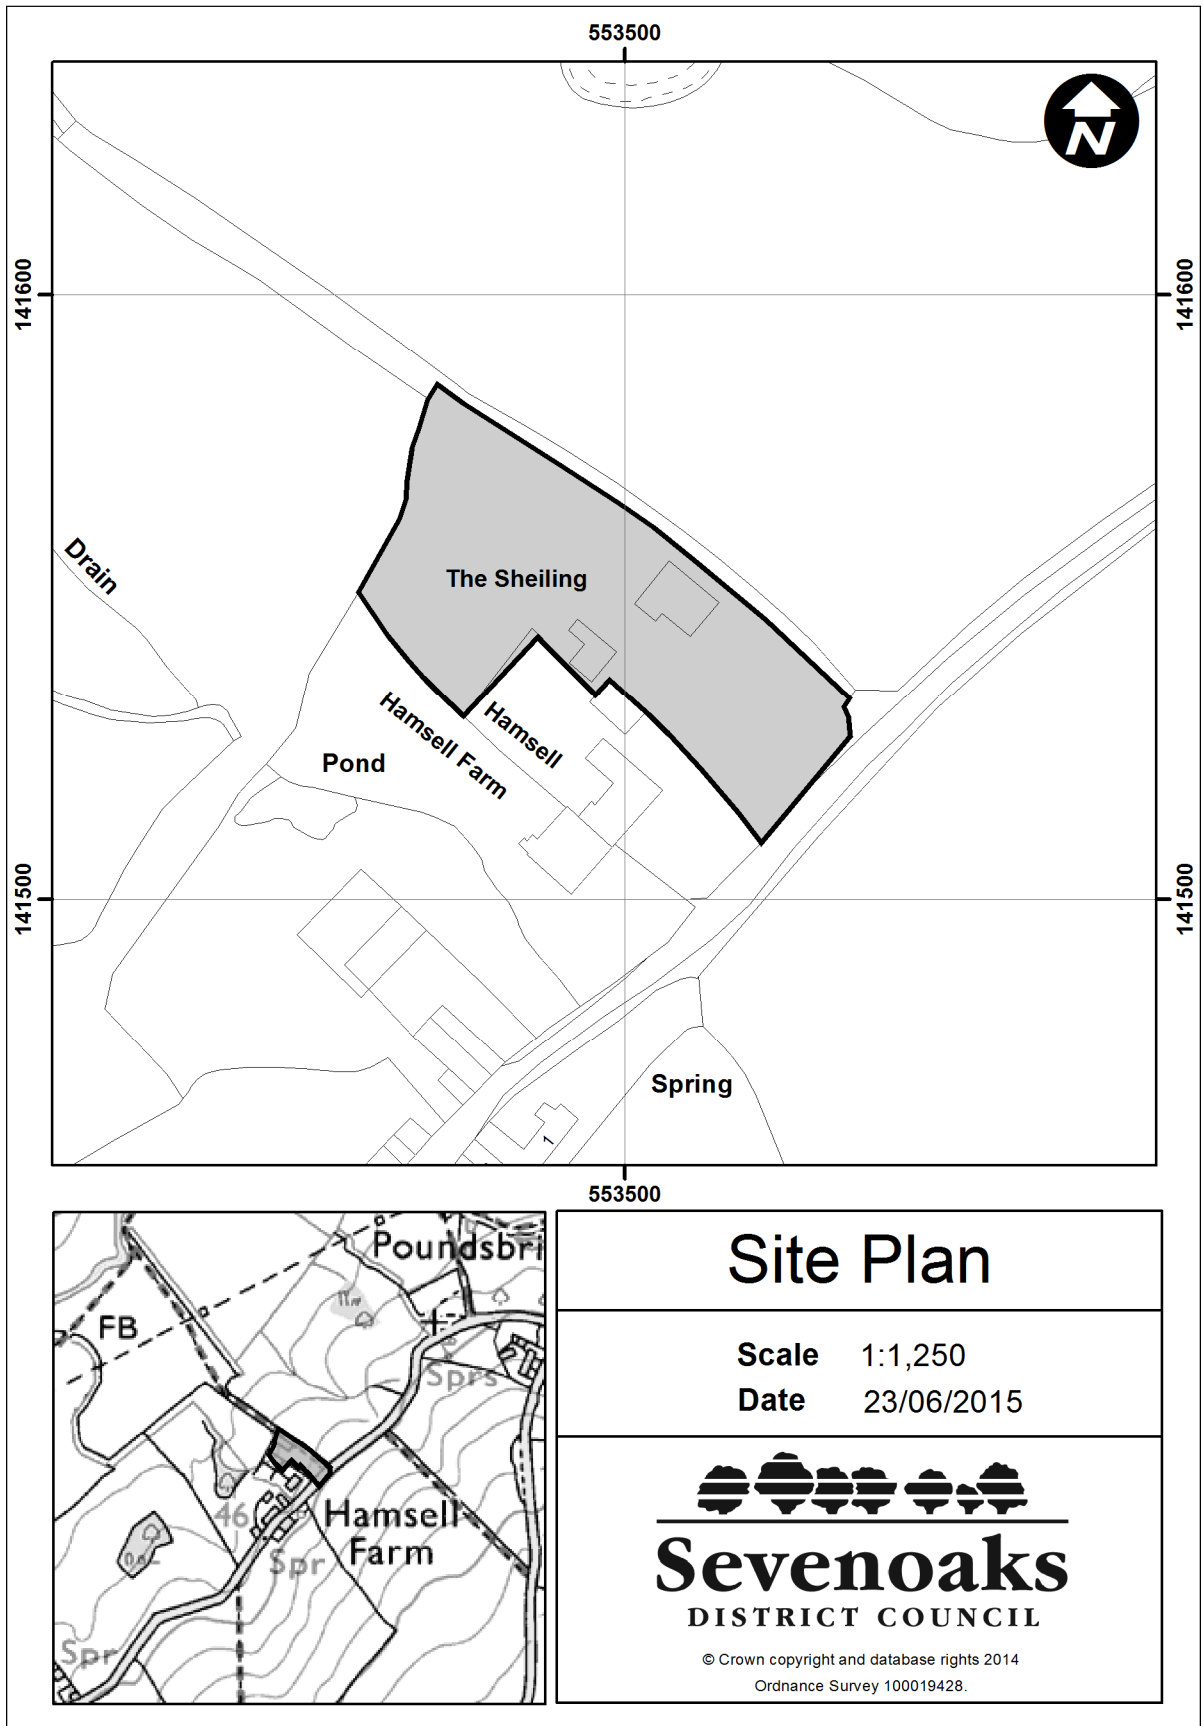 553500
141600
141600
Drain
The Sheiling
Hamsell
Hamsell Farm
Pond
141500
141500
Spring
1
553500
Poundsbri
FB
Sprs
46
Hamsell
Farm
Spr
Spr
Site Plan
Scale 1:1,250
Date 23/06/2015
Sevenoaks
DISTRICT COUNCIL
© Crown copyright and database rights 2014
Ordnance Survey 100019428.
N